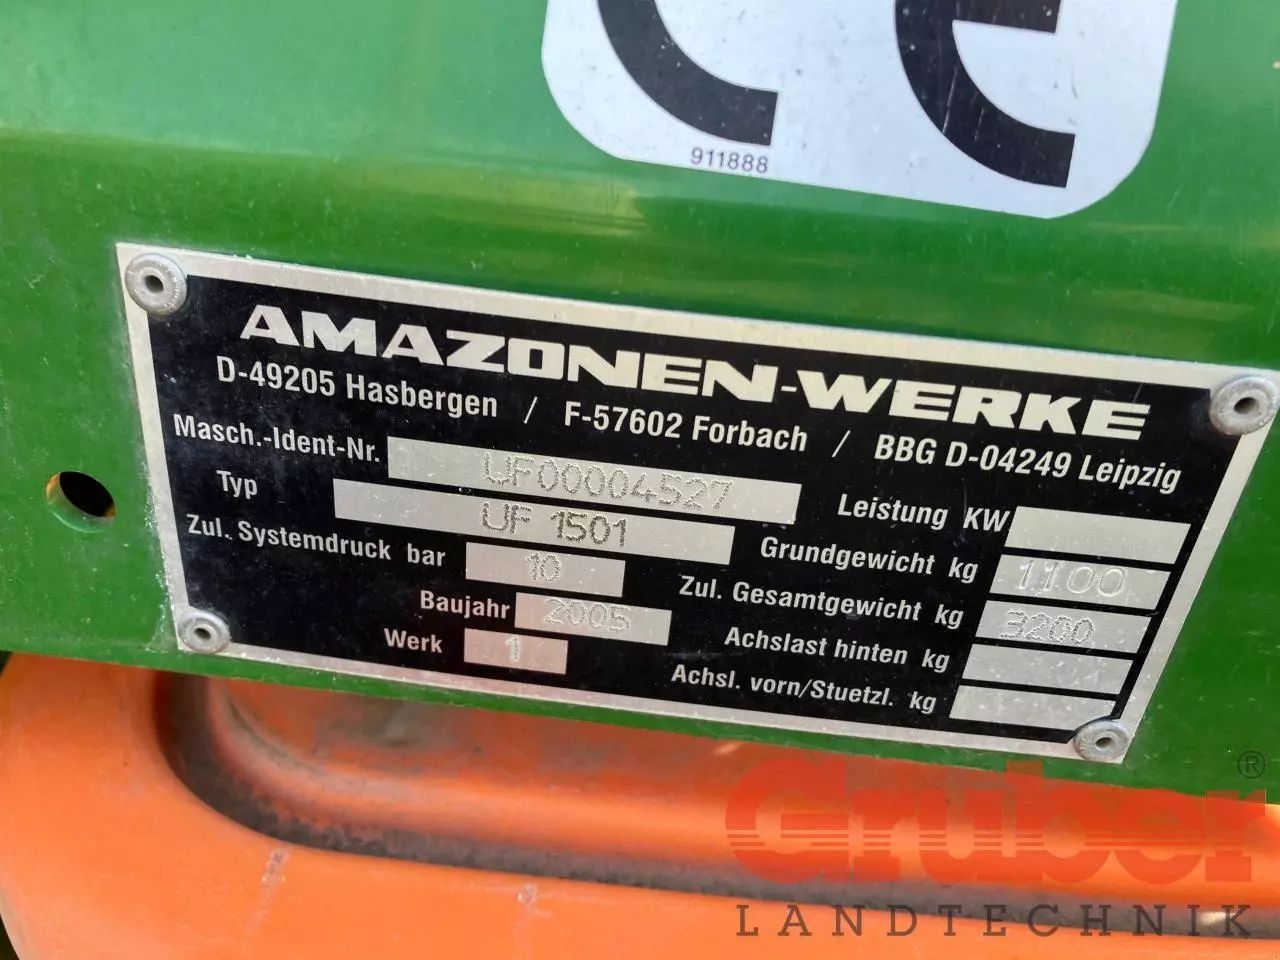 CE
911888
AMAZONEN-WERKE
D-49205 Hasbergen / F-57602 Forbach / BBG D-04249 Leipzig
Masch.-Ident-Nr. UF00004527
Typ UF 1501
Zul. Systemdruck bar 10
Baujahr 2005
Werk 1
Leistung KW
Grundgewicht kg 1100
Zul. Gesamtgewicht kg 3200
Achslast hinten kg
Achsl. vorn/Stuetzl. kg
Gruber®
LANDTECHNIK